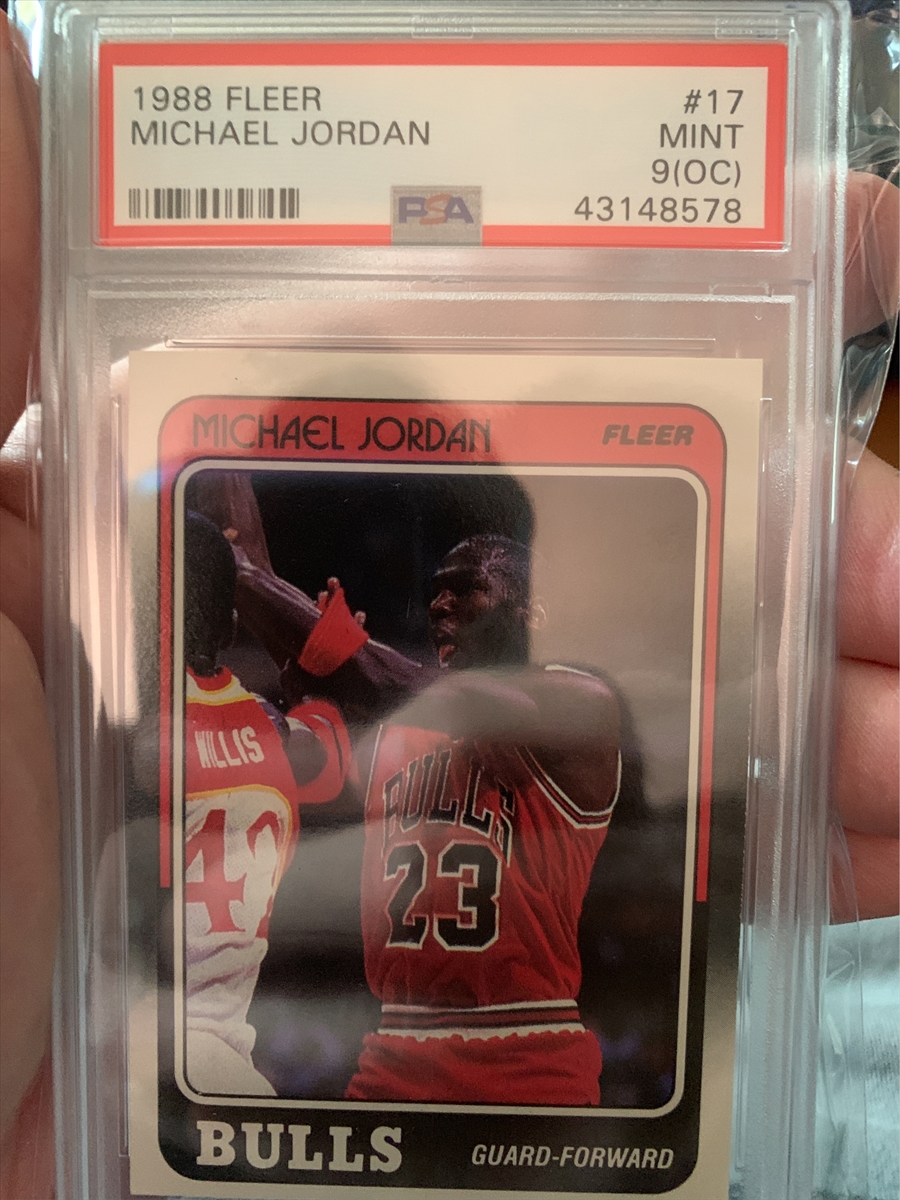 1988 FLEER #17
MICHAEL JORDAN MINT
9(OC)
PSA 43148578
MICHAEL JORDAN FLEER
WILLIS
42
BULLS
23
BULLS GUARD-FORWARD